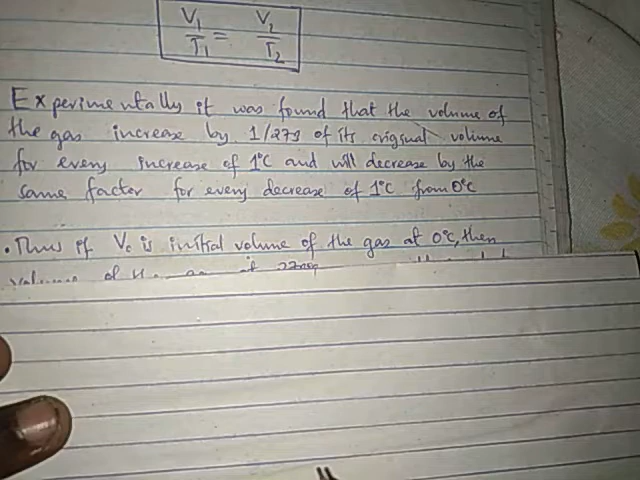 V1/T1 = V2/T2
Experimentally it was found that the volume of
the gas increase by 1/273 of its original volume
for every increase of 1°C and will decrease by the
same factor for every decrease of 1°C from 0°C
• Thus if Vo is initial volume of the gas at 0°C, then
of